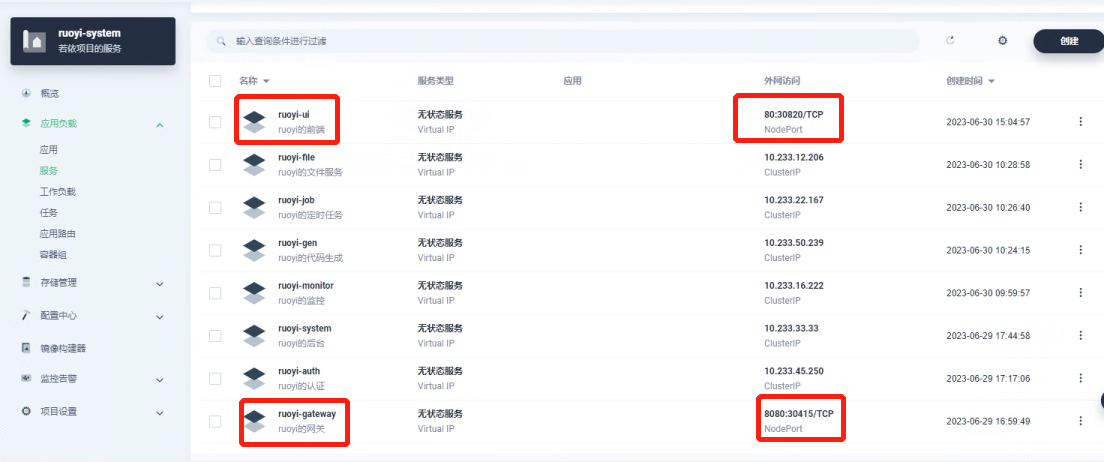 ruoyi-system
若依项目的服务
概览
应用负载
应用
服务
工作负载
任务
应用路由
容器组
存储管理
配置中心
镜像构建器
监控告警
项目设置
输入查询条件进行过滤
创建
名称 服务类型 应用 外网访问 创建时间
ruoyi-ui 无状态服务 80:30820/TCP 2023-06-30 15:04:57
ruoyi的前端 Virtual IP NodePort
ruoyi-file 无状态服务 10.233.12.206 2023-06-30 10:28:58
ruoyi的文件服务 Virtual IP ClusterIP
ruoyi-job 无状态服务 10.233.22.167 2023-06-30 10:26:40
ruoyi的定时任务 Virtual IP ClusterIP
ruoyi-gen 无状态服务 10.233.50.239 2023-06-30 10:24:15
ruoyi的代码生成 Virtual IP ClusterIP
ruoyi-monitor 无状态服务 10.233.16.222 2023-06-30 09:59:57
ruoyi的监控 Virtual IP ClusterIP
ruoyi-system 无状态服务 10.233.33.33 2023-06-29 17:44:58
ruoyi的后台 Virtual IP ClusterIP
ruoyi-auth 无状态服务 10.233.45.250 2023-06-29 17:17:06
ruoyi的认证 Virtual IP ClusterIP
ruoyi-gateway 无状态服务 8080:30415/TCP 2023-06-29 16:59:49
ruoyi的网关 Virtual IP NodePort